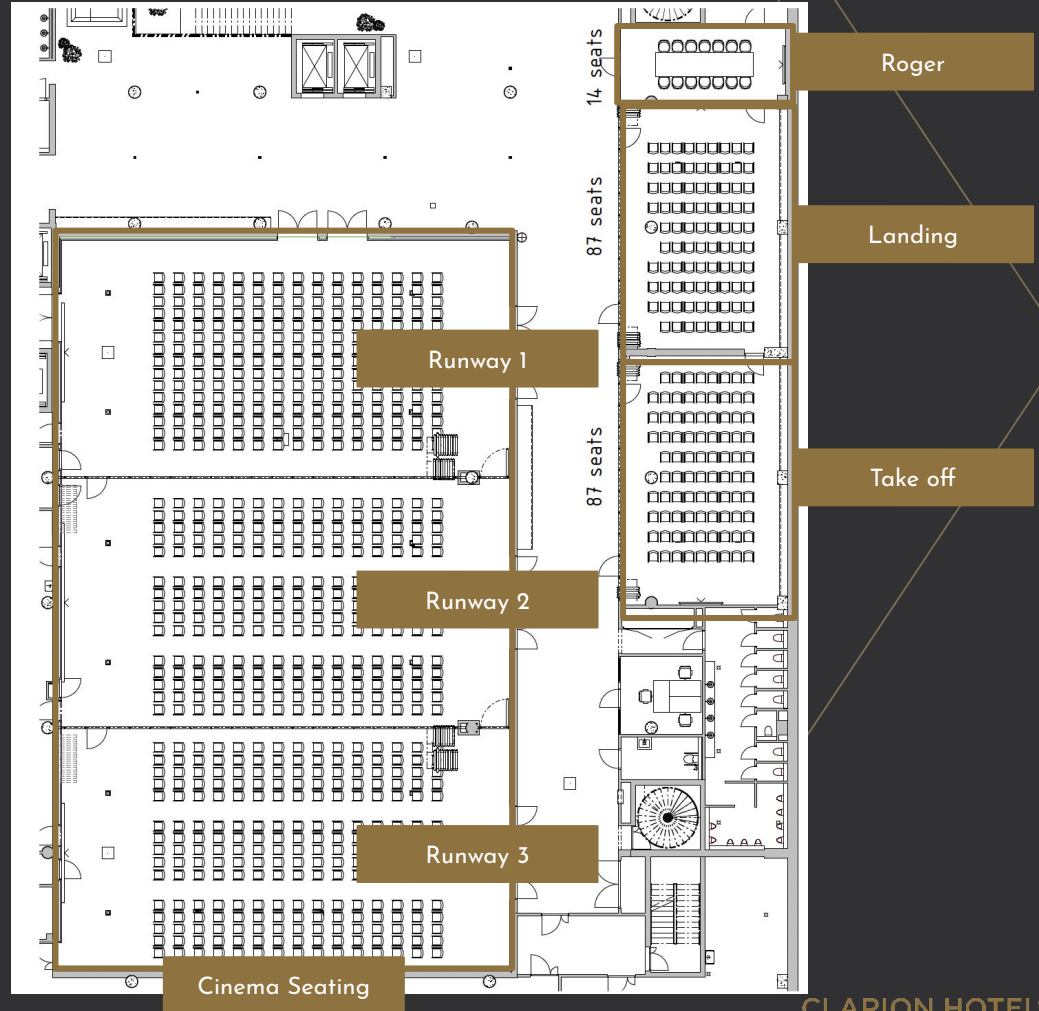 14 seats
Roger
87 seats
Landing
Runway 1
87 seats
Take off
Runway 2
Runway 3
Cinema Seating
CLARION HOTEL